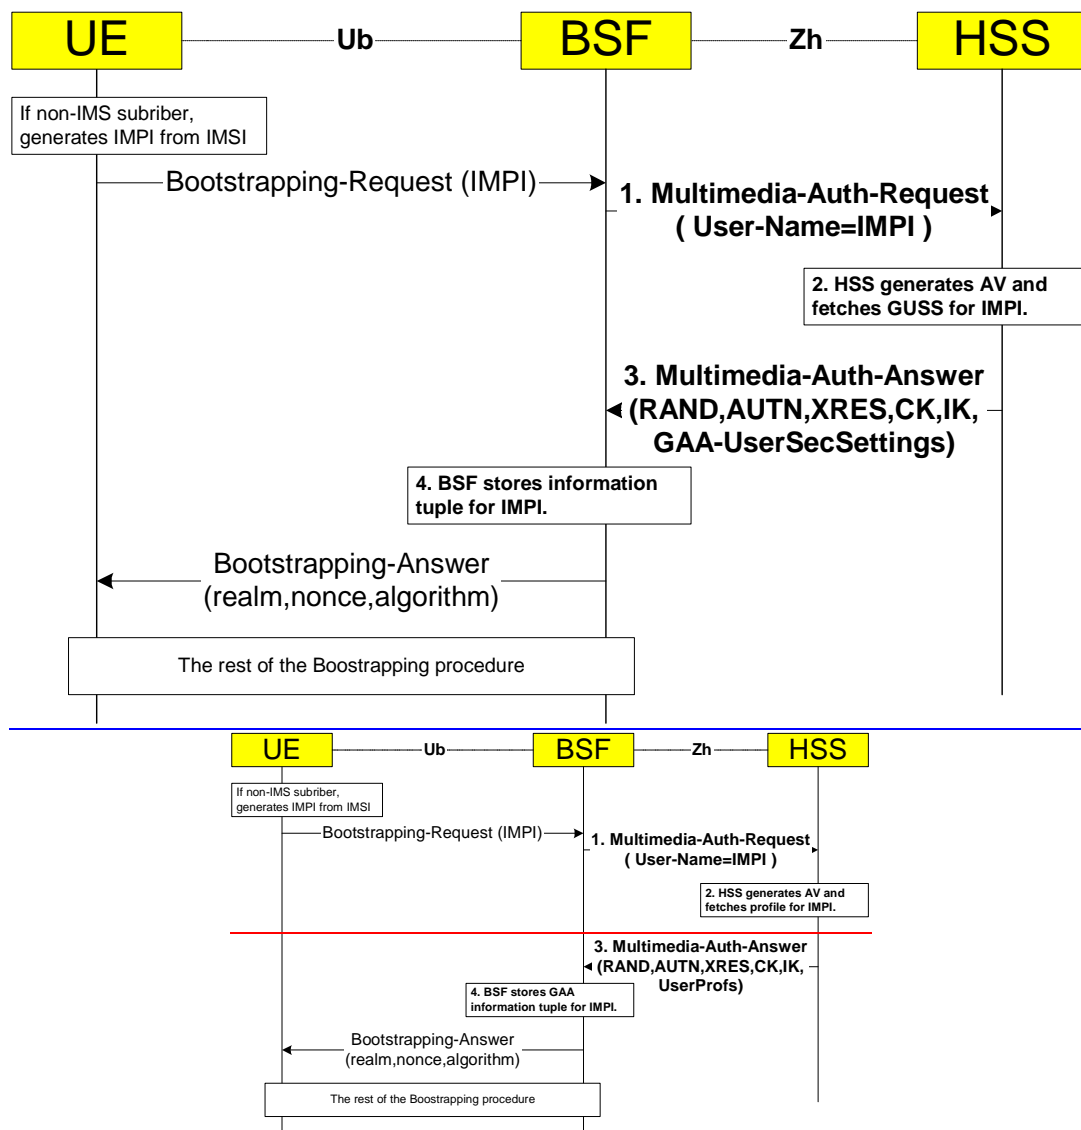 UE Ub BSF Zh HSS
If non-IMS subriber,
generates IMPI from IMSI
Bootstrapping-Request (IMPI)
1. Multimedia-Auth-Request
( User-Name=IMPI )
2. HSS generates AV and
fetches GUSS for IMPI.
3. Multimedia-Auth-Answer
(RAND,AUTN,XRES,CK,IK,
GAA-UserSecSettings)
4. BSF stores information
tuple for IMPI.
Bootstrapping-Answer
(realm,nonce,algorithm)
The rest of the Boostrapping procedure
UE Ub BSF Zh HSS
If non-IMS subriber,
generates IMPI from IMSI
Bootstrapping-Request (IMPI)
1. Multimedia-Auth-Request
( User-Name=IMPI )
2. HSS generates AV and
fetches profile for IMPI.
3. Multimedia-Auth-Answer
(RAND,AUTN,XRES,CK,IK,
UserProfs)
4. BSF stores GAA
information tuple for IMPI.
Bootstrapping-Answer
(realm,nonce,algorithm)
The rest of the Boostrapping procedure